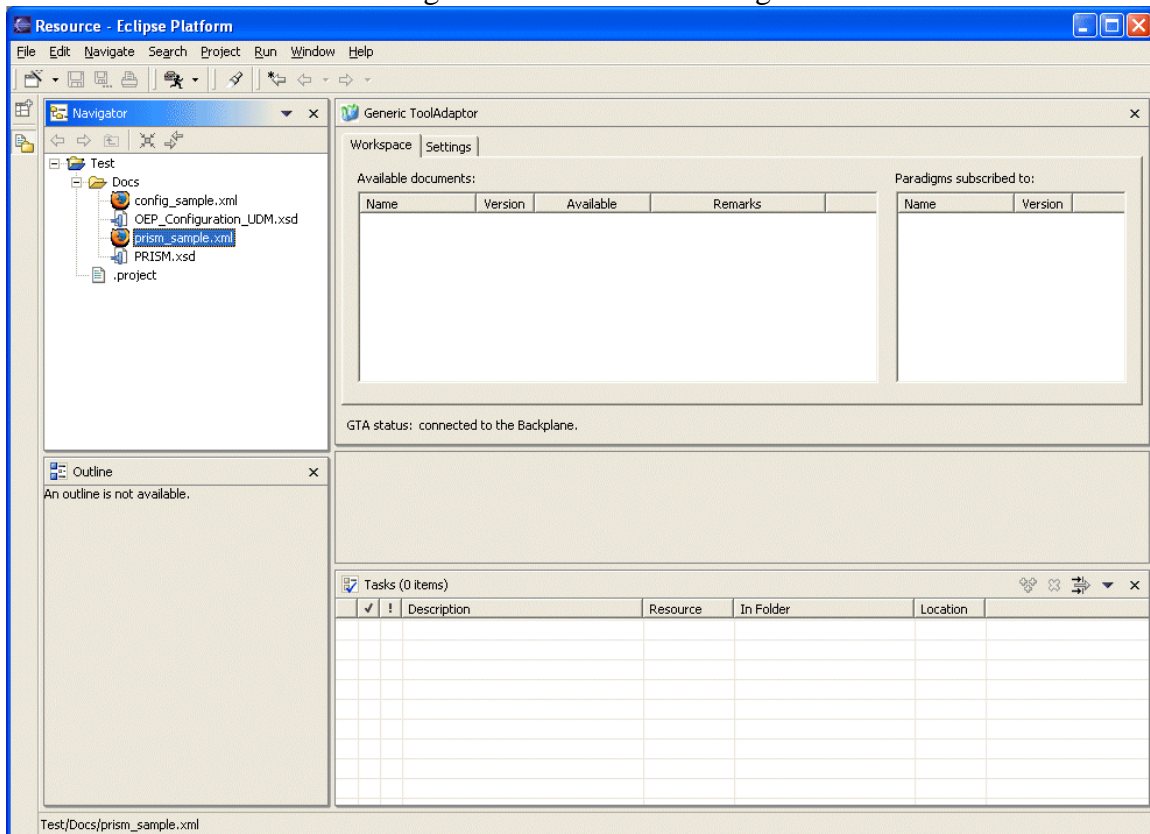 Resource - Eclipse Platform
File Edit Navigate Search Project Run Window Help
Navigator
Test
Docs
config_sample.xml
OEP_Configuration_UDM.xsd
prism_sample.xml
PRISM.xsd
.project
Generic ToolAdaptor
Workspace Settings
Available documents: Paradigms subscribed to:
Name Version Available Remarks Name Version
GTA status: connected to the Backplane.
Outline
An outline is not available.
Tasks (0 items)
! Description Resource In Folder Location
Test/Docs/prism_sample.xml